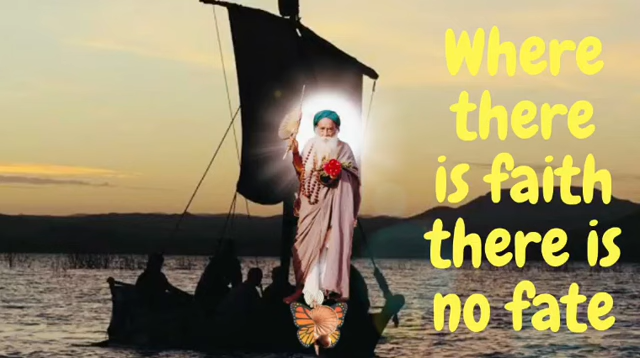 Where
there
is faith
there is
no fate